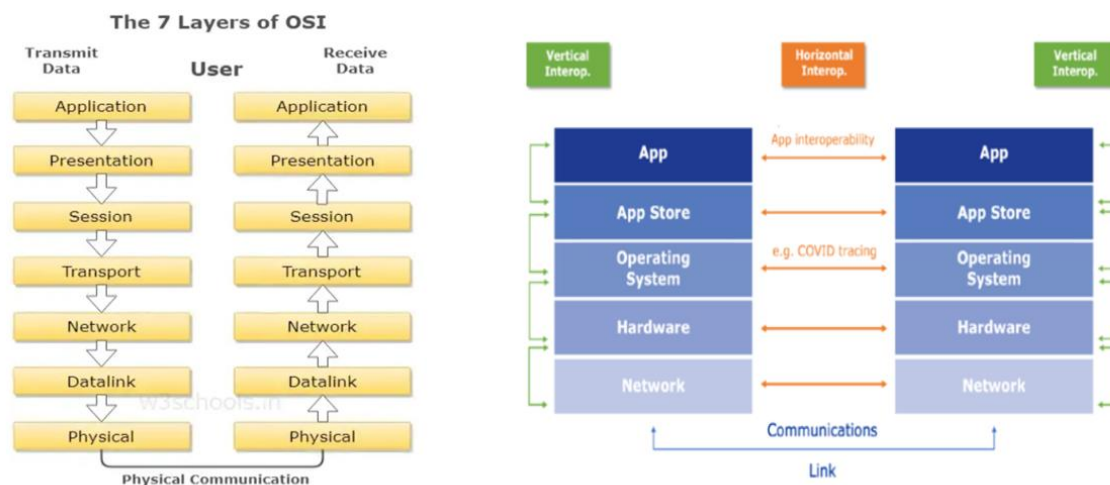 The 7 Layers of OSI
Transmit
Data
User
Receive
Data
Application
Application
Presentation
Presentation
Session
Session
Transport
Transport
Network
Network
Datalink
Datalink
w3schools.in
Physical
Physical
Physical Communication
Vertical
Interop.
Horizontal
Interop.
Vertical
Interop.
App
App interoperability
App
App Store
App Store
Operating
System
e.g. COVID tracing
Operating
System
Hardware
Hardware
Network
Network
Communications
Link